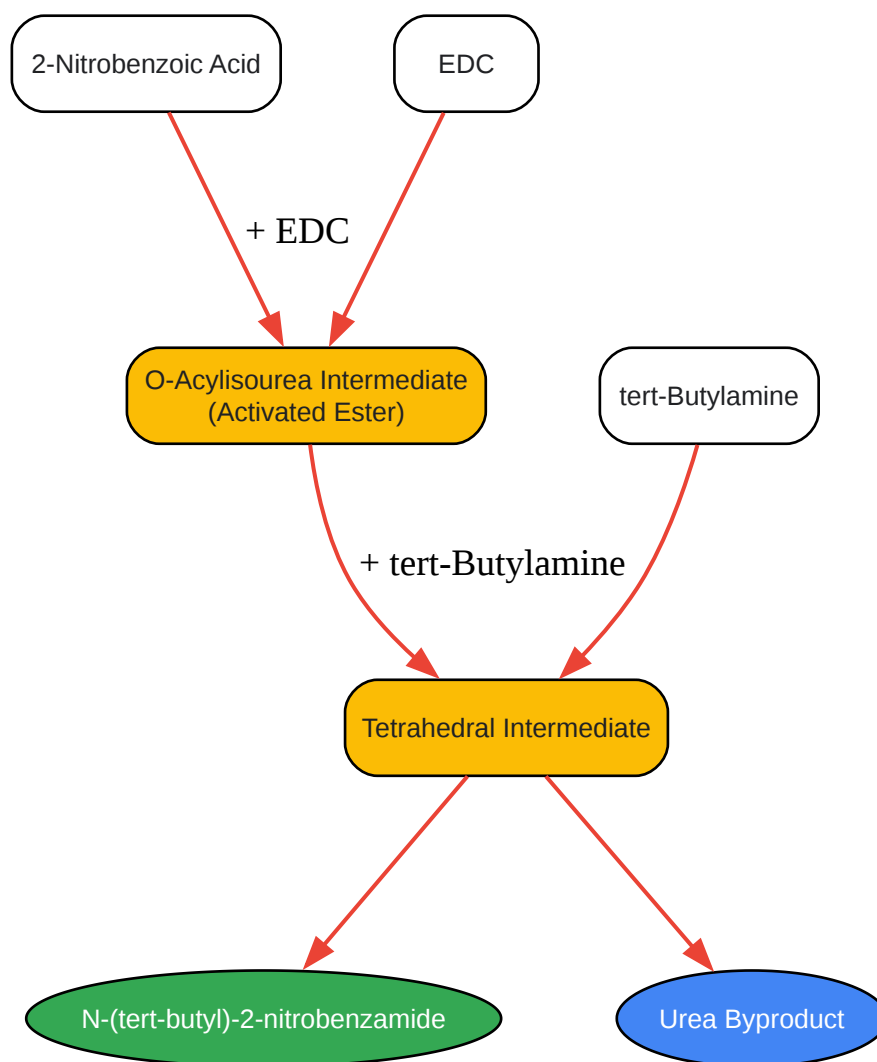 2-Nitrobenzoic Acid
EDC
+ EDC
O-Acylisourea Intermediate
(Activated Ester)
tert-Butylamine
+ tert-Butylamine
Tetrahedral Intermediate
N-(tert-butyl)-2-nitrobenzamide
Urea Byproduct